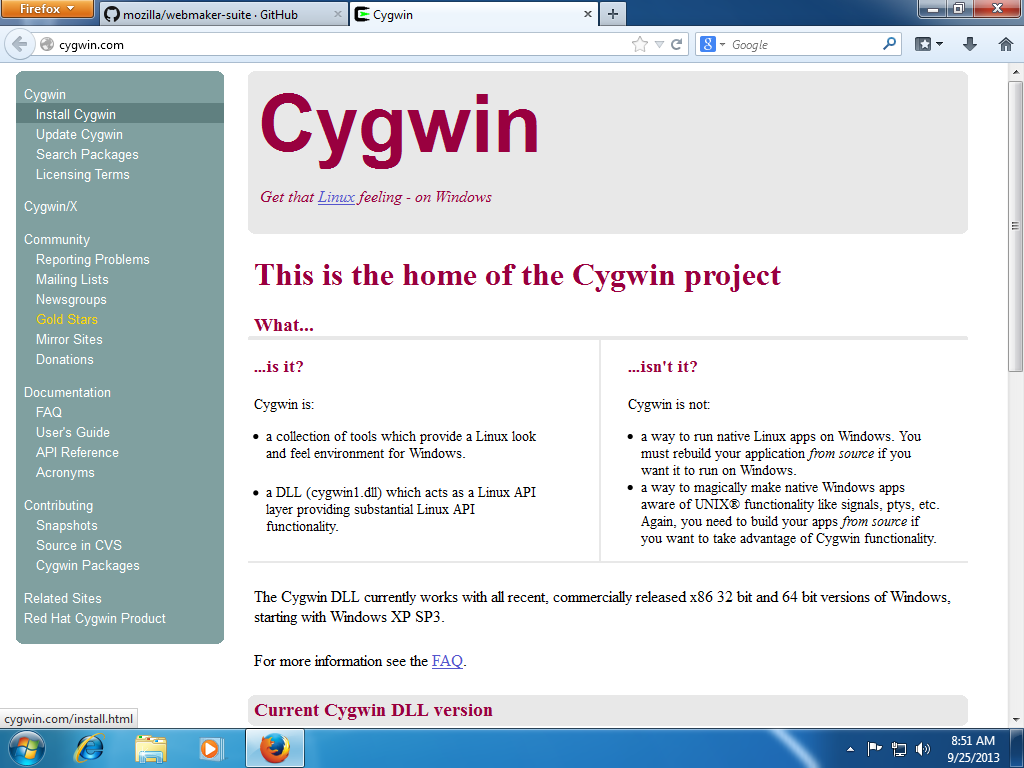 Firefox
mozilla/webmaker-suite · GitHub
Cygwin
cygwin.com
Google
Cygwin
Install Cygwin
Update Cygwin
Search Packages
Licensing Terms
Cygwin/X
Community
Reporting Problems
Mailing Lists
Newsgroups
Gold Stars
Mirror Sites
Donations
Documentation
FAQ
User's Guide
API Reference
Acronyms
Contributing
Snapshots
Source in CVS
Cygwin Packages
Related Sites
Red Hat Cygwin Product
Cygwin
Get that Linux feeling - on Windows
This is the home of the Cygwin project
What...
...is it?
Cygwin is:
a collection of tools which provide a Linux look
and feel environment for Windows.
a DLL (cygwin1.dll) which acts as a Linux API
layer providing substantial Linux API
functionality.
...isn't it?
Cygwin is not:
a way to run native Linux apps on Windows. You
must rebuild your application from source if you
want it to run on Windows.
a way to magically make native Windows apps
aware of UNIX® functionality like signals, ptys, etc.
Again, you need to build your apps from source if
you want to take advantage of Cygwin functionality.
The Cygwin DLL currently works with all recent, commercially released x86 32 bit and 64 bit versions of Windows,
starting with Windows XP SP3.
For more information see the FAQ.
Current Cygwin DLL version
cygwin.com/install.html
8:51 AM
9/25/2013